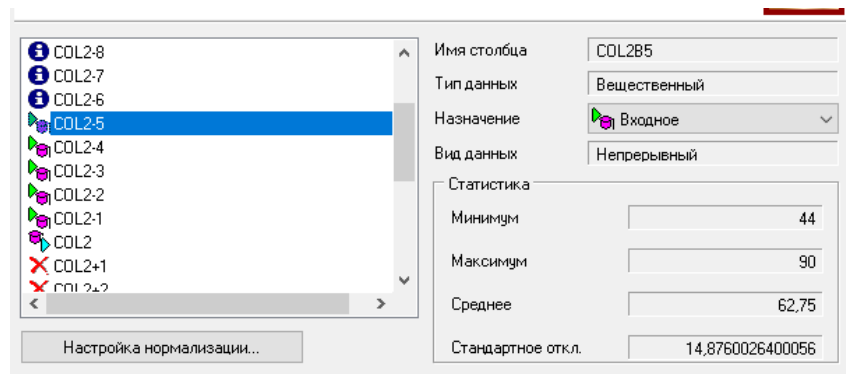 COL2-8
COL2-7
COL2-6
COL2-5
COL2-4
COL2-3
COL2-2
COL2-1
COL2
COL2+1
COL2+2
Настройка нормализации...
Имя столбца COL2B5
Тип данных Вещественный
Назначение Входное
Вид данных Непрерывный
Статистика
Минимум 44
Максимум 90
Среднее 62,75
Стандартное откл. 14,8760026400056